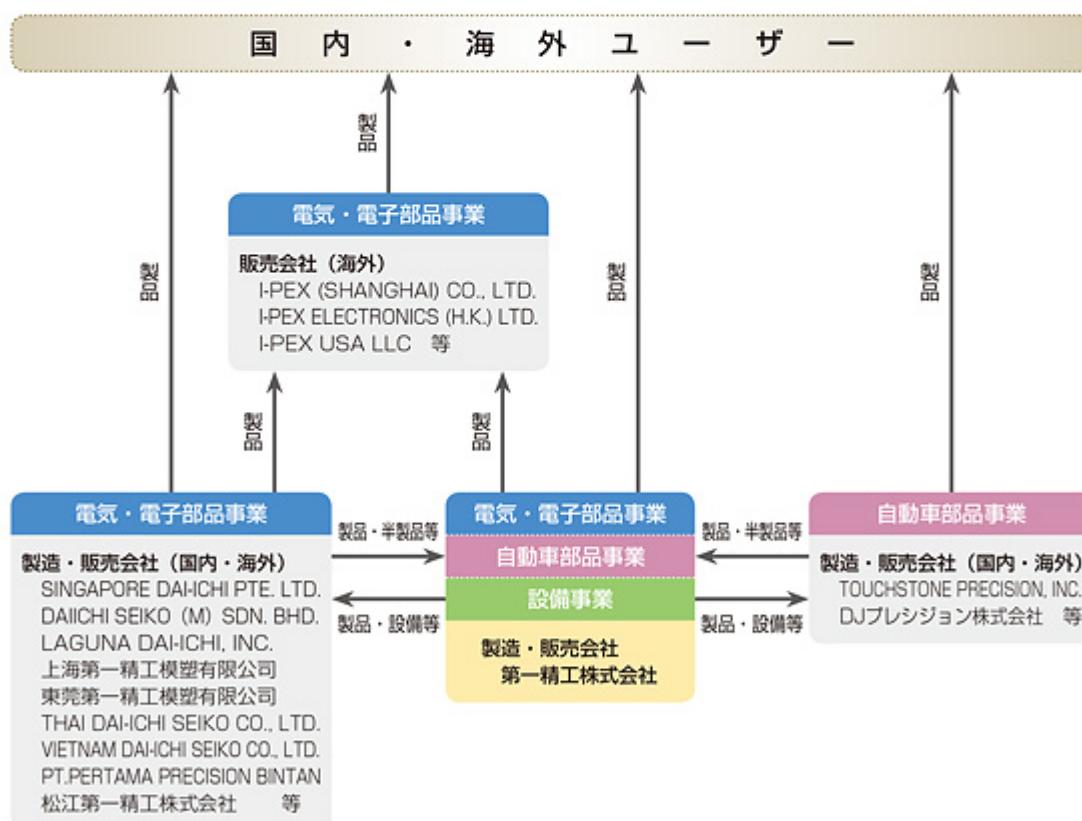 国内・海外ユーザー
製品
電気・電子部品事業
販売会社（海外）
I-PEX (SHANGHAI) CO., LTD.
I-PEX ELECTRONICS (H.K.) LTD.
I-PEX USA LLC 等
製品
製品
製品
製品
製品
電気・電子部品事業
製造・販売会社（国内・海外）
SINGAPORE DAI-ICHI PTE. LTD.
DAIICHI SEIKO (M) SDN. BHD.
LAGUNA DAI-ICHI, INC.
上海第一精工模塑有限公司
東莞第一精工模塑有限公司
THAI DAI-ICHI SEIKO CO., LTD.
VIETNAM DAI-ICHI SEIKO CO., LTD.
PT.PERTAMA PRECISION BINTAN
松江第一精工株式会社 等
製品・半製品等
製品・設備等
電気・電子部品事業
自動車部品事業
設備事業
製造・販売会社
第一精工株式会社
製品・半製品等
製品・設備等
自動車部品事業
製造・販売会社（国内・海外）
TOUCHSTONE PRECISION, INC.
DJプレシジョン株式会社 等